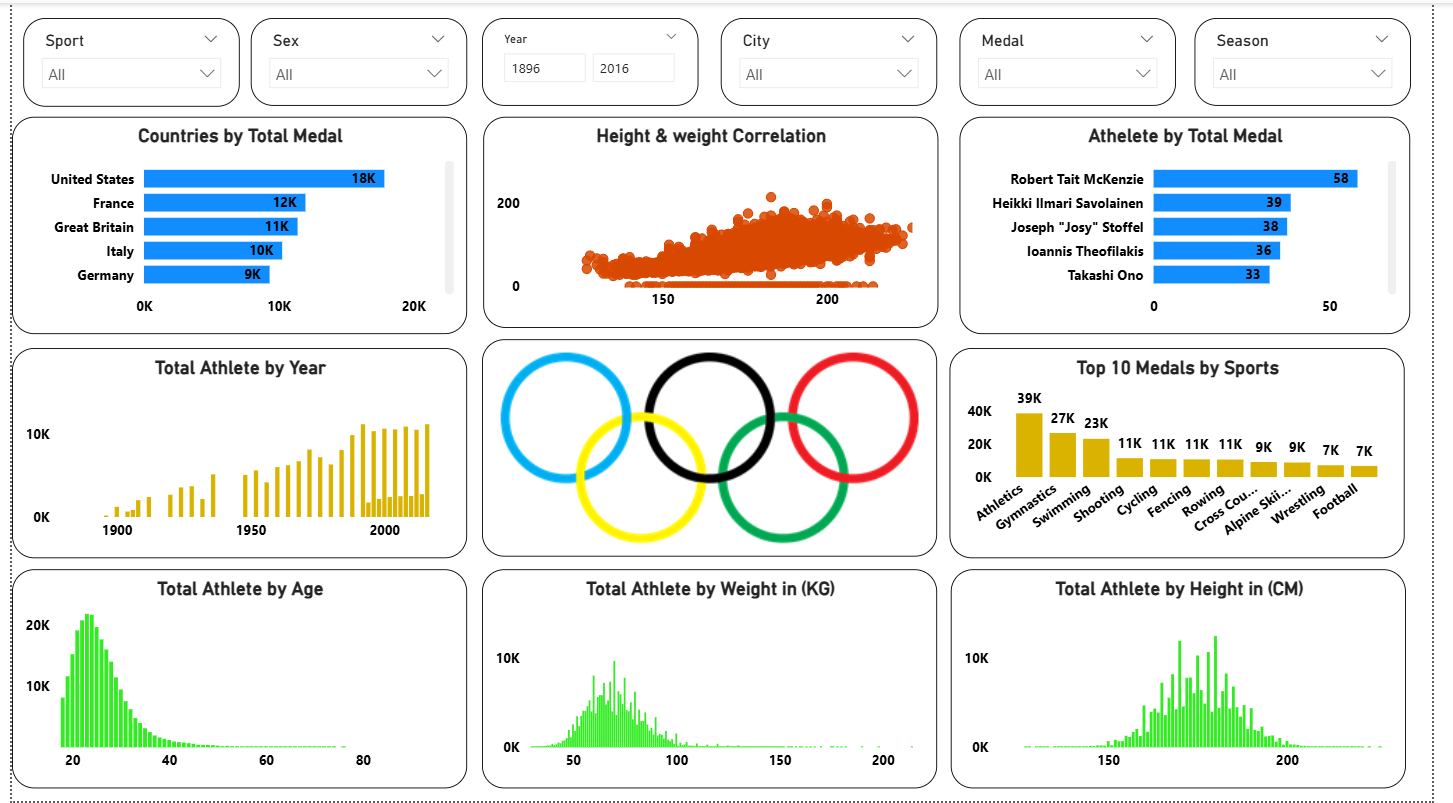 Sport
All
Sex
All
Year
1896 2016
City
All
Medal
All
Season
All
Countries by Total Medal
United States 18K
France 12K
Great Britain 11K
Italy 10K
Germany 9K
0K 10K 20K
Height & weight Correlation
200
0
150 200
Athelete by Total Medal
Robert Tait McKenzie 58
Heikki Ilmari Savolainen 39
Joseph "Josy" Stoffel 38
Ioannis Theofilakis 36
Takashi Ono 33
0 50
Total Athlete by Year
10K
0K
1900 1950 2000
Top 10 Medals by Sports
40K
20K
0K
39K 27K 23K 11K 11K 11K 11K 9K 9K 7K 7K
Athletics Gymnastics Swimming Shooting Cycling Fencing Rowing Cross Cou... Alpine Skii... Wrestling Football
Total Athlete by Age
20K
10K
20 40 60 80
Total Athlete by Weight in (KG)
10K
0K
50 100 150 200
Total Athlete by Height in (CM)
10K
0K
150 200